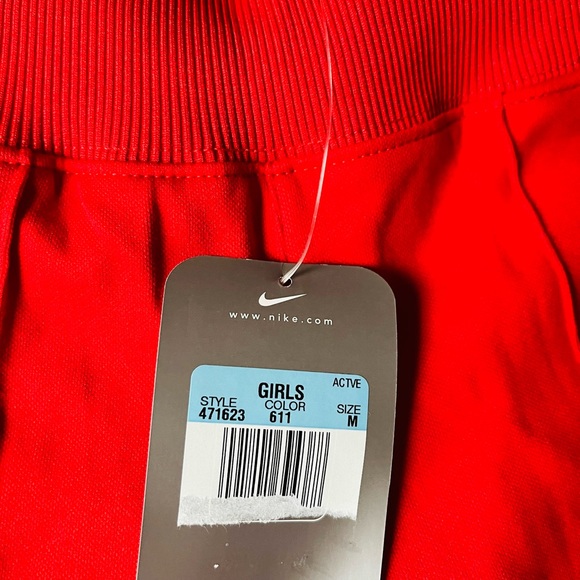 www.nike.com
GIRLS ACTVE
STYLE COLOR SIZE
471623 611 M